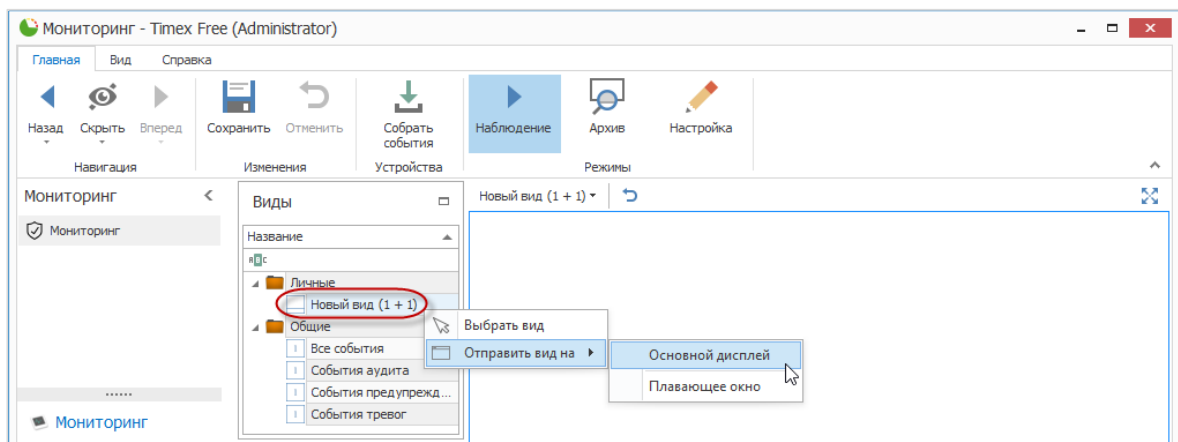 Мониторинг - Timex Free (Administrator)
Главная Вид Справка
Назад Скрыть Вперед Сохранить Отменить Собрать события Наблюдение Архив Настройка
Навигация Изменения Устройства Режимы
Мониторинг
Мониторинг
Виды
Название
ABC
Личные
Новый вид (1 + 1)
Общие
Все события
События аудита
События предупрежд...
События тревог
Новый вид (1 + 1)
Выбрать вид
Отправить вид на
Основной дисплей
Плавающее окно
Мониторинг